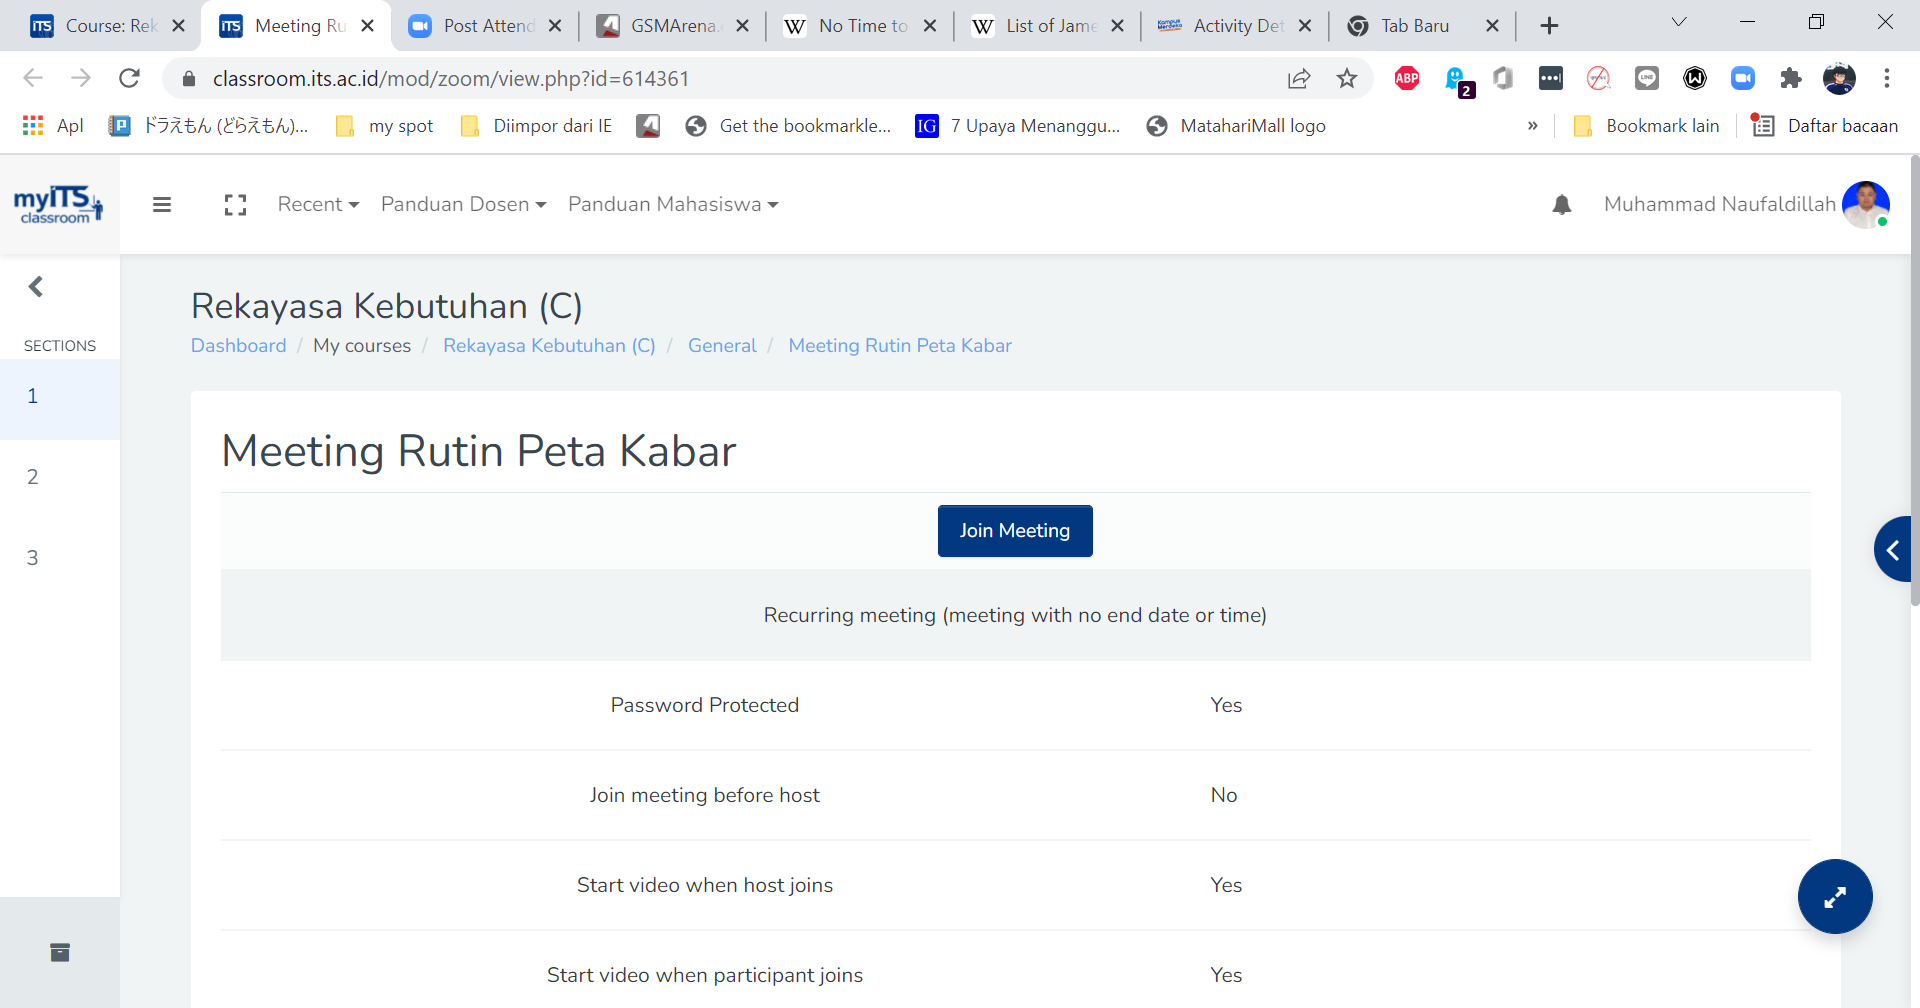 Course: Rek
Meeting Ru
Post Attend
GSMArena.
No Time to
List of Jame
Activity Det
Tab Baru
classroom.its.ac.id/mod/zoom/view.php?id=614361
ABP
2
Apl
ドラえもん (どらえもん)...
my spot
Diimpor dari IE
Get the bookmarkle...
IG 7 Upaya Menanggu...
MatahariMall logo
»
Bookmark lain
Daftar bacaan
myITS
classroom
Recent
Panduan Dosen
Panduan Mahasiswa
Muhammad Naufaldillah
SECTIONS
1
2
3
Rekayasa Kebutuhan (C)
Dashboard / My courses / Rekayasa Kebutuhan (C) / General / Meeting Rutin Peta Kabar
Meeting Rutin Peta Kabar
Join Meeting
Recurring meeting (meeting with no end date or time)
Password Protected Yes
Join meeting before host No
Start video when host joins Yes
Start video when participant joins Yes